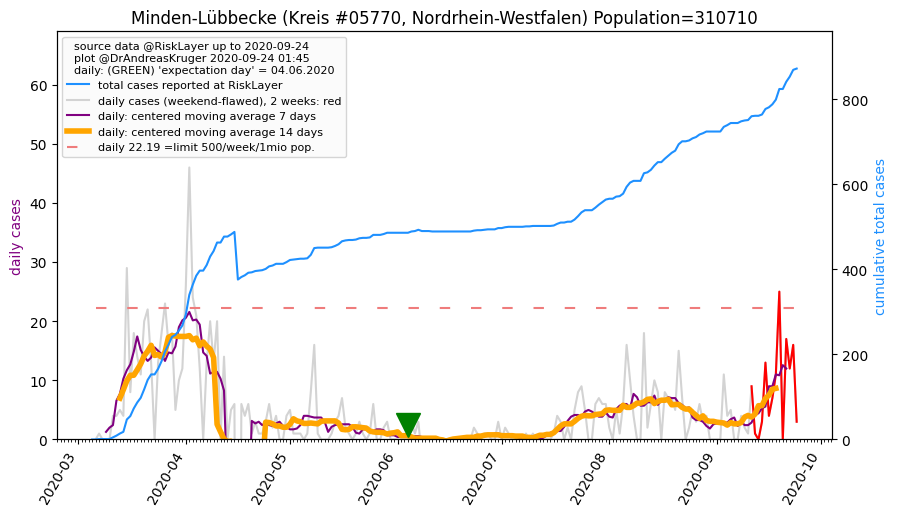 Minden-Lübbecke (Kreis #05770, Nordrhein-Westfalen) Population=310710
source data @RiskLayer up to 2020-09-24
plot @DrAndreasKruger 2020-09-24 01:45
daily: (GREEN) 'expectation day' = 04.06.2020
total cases reported at RiskLayer
daily cases (weekend-flawed), 2 weeks: red
daily: centered moving average 7 days
daily: centered moving average 14 days
daily 22.19 =limit 500/week/1mio pop.
daily cases
60
50
40
30
20
10
0
cumulative total cases
800
600
400
200
0
2020-03
2020-04
2020-05
2020-06
2020-07
2020-08
2020-09
2020-10